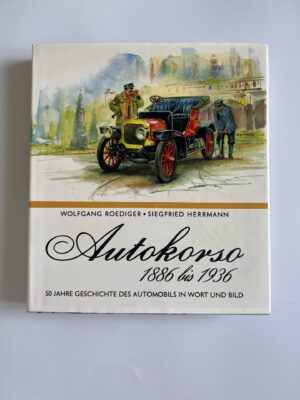 WOLFGANG ROEDIGER • SIEGFRIED HERRMANN
Autokorso
1886 bis 1936
50 JAHRE GESCHICHTE DES AUTOMOBILS IN WORT UND BILD